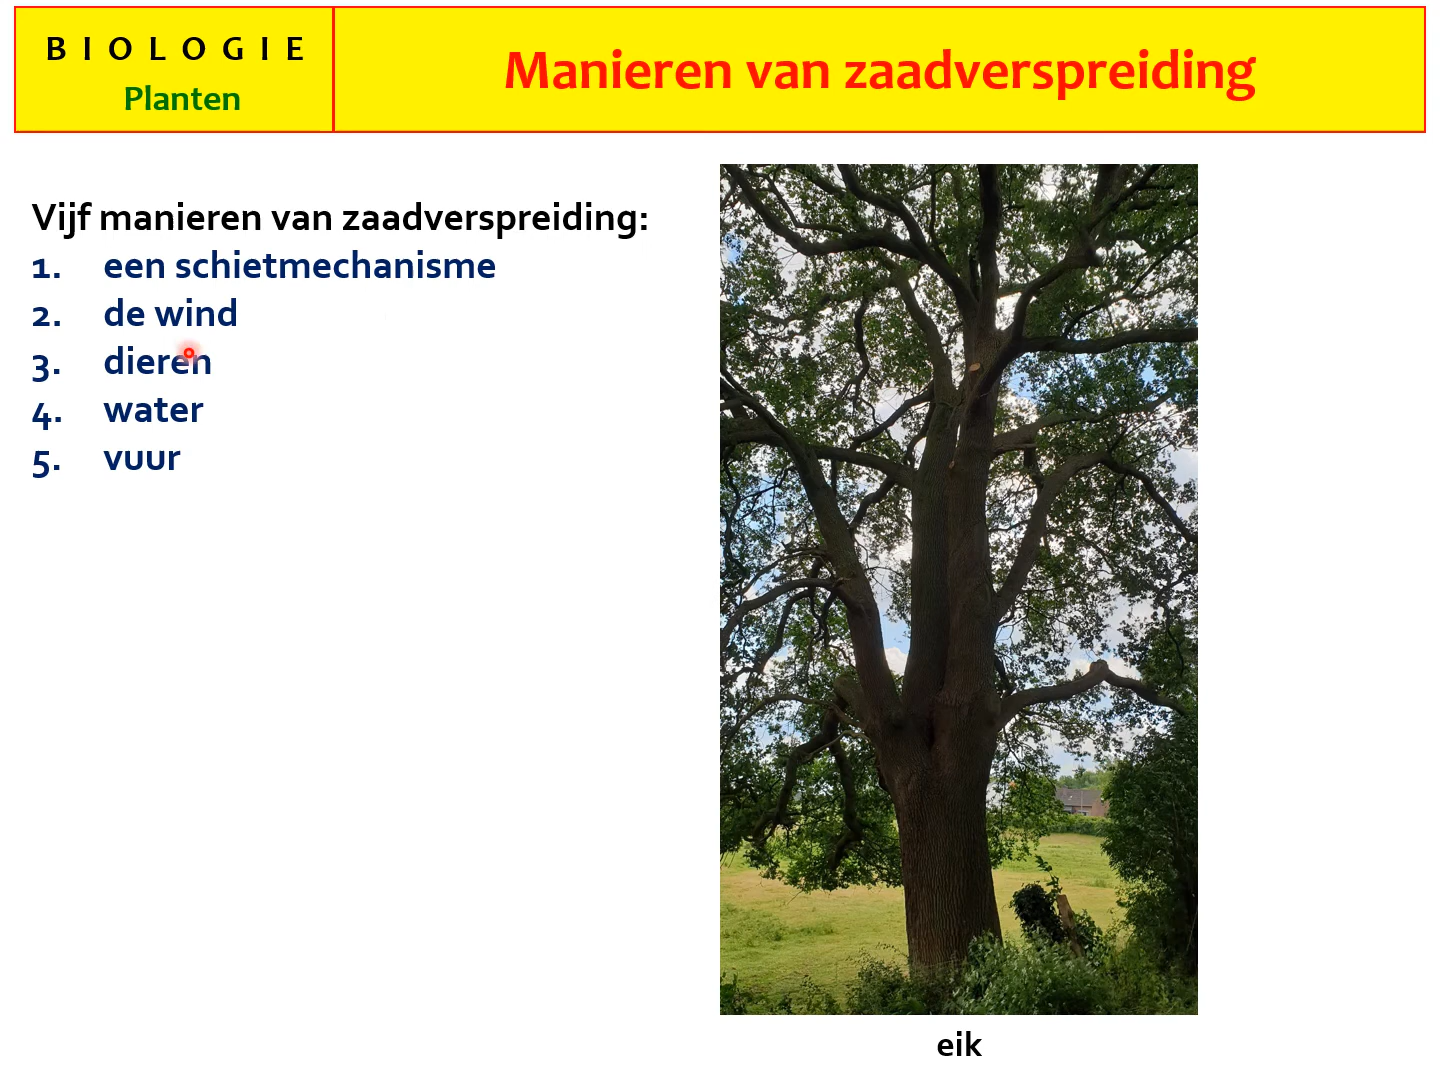 B I O L O G I E
Planten
Manieren van zaadverspreiding
Vijf manieren van zaadverspreiding:
1. een schietmechanisme
2. de wind
3. dieren
4. water
5. vuur
eik